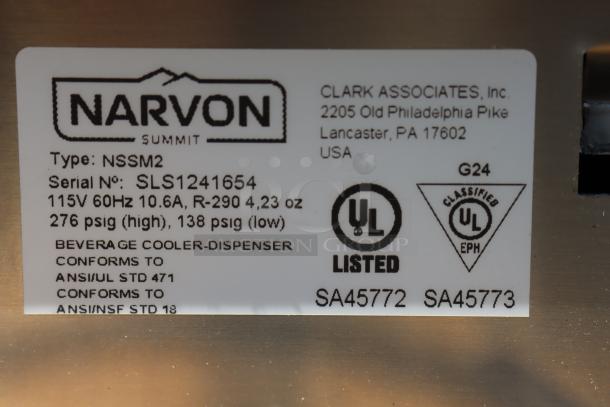 NARVON
SUMMIT
Type: NSSM2
Serial Nº: SLS1241654
115V 60Hz 10.6A, R-290 4,23 oz
276 psig (high), 138 psig (low)
BEVERAGE COOLER-DISPENSER
CONFORMS TO
ANSI/UL STD 471
CONFORMS TO
ANSI/NSF STD 18
CLARK ASSOCIATES, Inc.
2205 Old Philadelphia Pike
Lancaster, PA 17602
USA
UL
LISTED
SA45772
G24
CLASSIFIED
UL
EPH
SA45773
GROUP